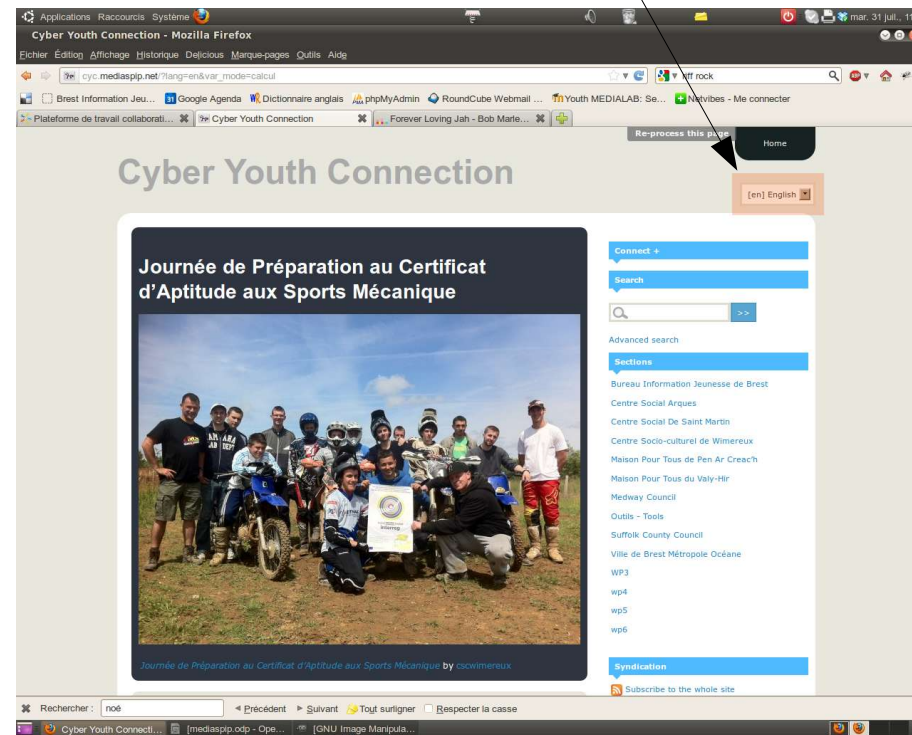 Applications Raccourcis Système mar. 31 juil., 11
Cyber Youth Connection - Mozilla Firefox
Fichier Édition Affichage Historique Delicious Marque-pages Outils Aide
cyc.mediaspip.net/?lang=en&var_mode=calcul riff rock
Brest Information Jeu... Google Agenda Dictionnaire anglais phpMyAdmin RoundCube Webmail ... Youth MEDIALAB: Se... Netvibes - Me connecter
Plateforme de travail collaborati... Cyber Youth Connection Forever Loving Jah - Bob Marle...
Re-process this page
Home
Cyber Youth Connection
[en] English
Journée de Préparation au Certificat
d'Aptitude aux Sports Mécanique
Interreg
Journée de Préparation au Certificat d'Aptitude aux Sports Mécanique by cscwimereux
Connect +
Search
>>
Advanced search
Sections
Bureau Information Jeunesse de Brest
Centre Social Arques
Centre Social De Saint Martin
Centre Socio-culturel de Wimereux
Maison Pour Tous de Pen Ar Creac'h
Maison Pour Tous du Valy-Hir
Medway Council
Outils - Tools
Suffolk County Council
Ville de Brest Métropole Océane
WP3
wp4
wp5
wp6
Syndication
Subscribe to the whole site
Rechercher : noé Précédent Suivant Tout surligner Respecter la casse
Cyber Youth Connecti... [mediaspip.odp - Ope... [GNU Image Manipula...